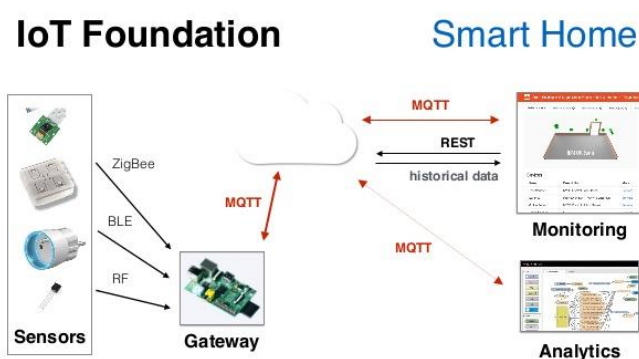 IoT Foundation
Smart Home
MQTT
REST
historical data
ZigBee
BLE
RF
MQTT
MQTT
Monitoring
Sensors
Gateway
Analytics